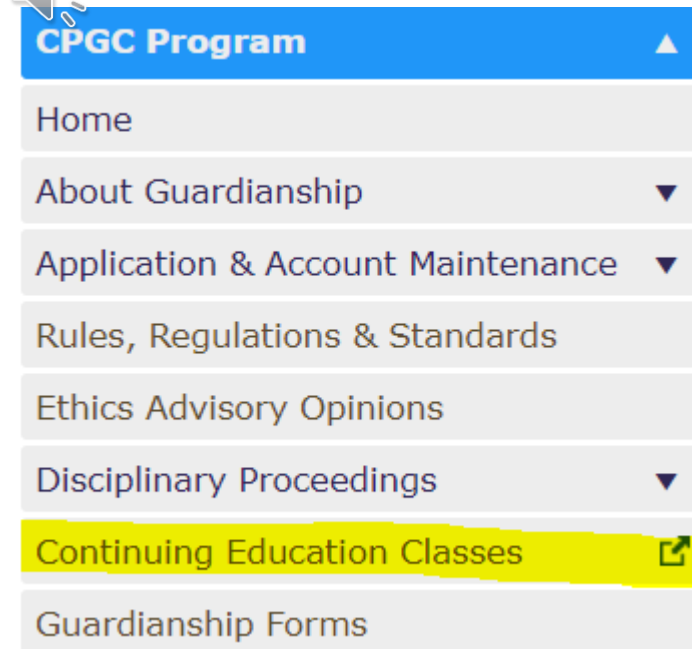 CPGC Program
Home
About Guardianship
Application & Account Maintenance
Rules, Regulations & Standards
Ethics Advisory Opinions
Disciplinary Proceedings
Continuing Education Classes
Guardianship Forms